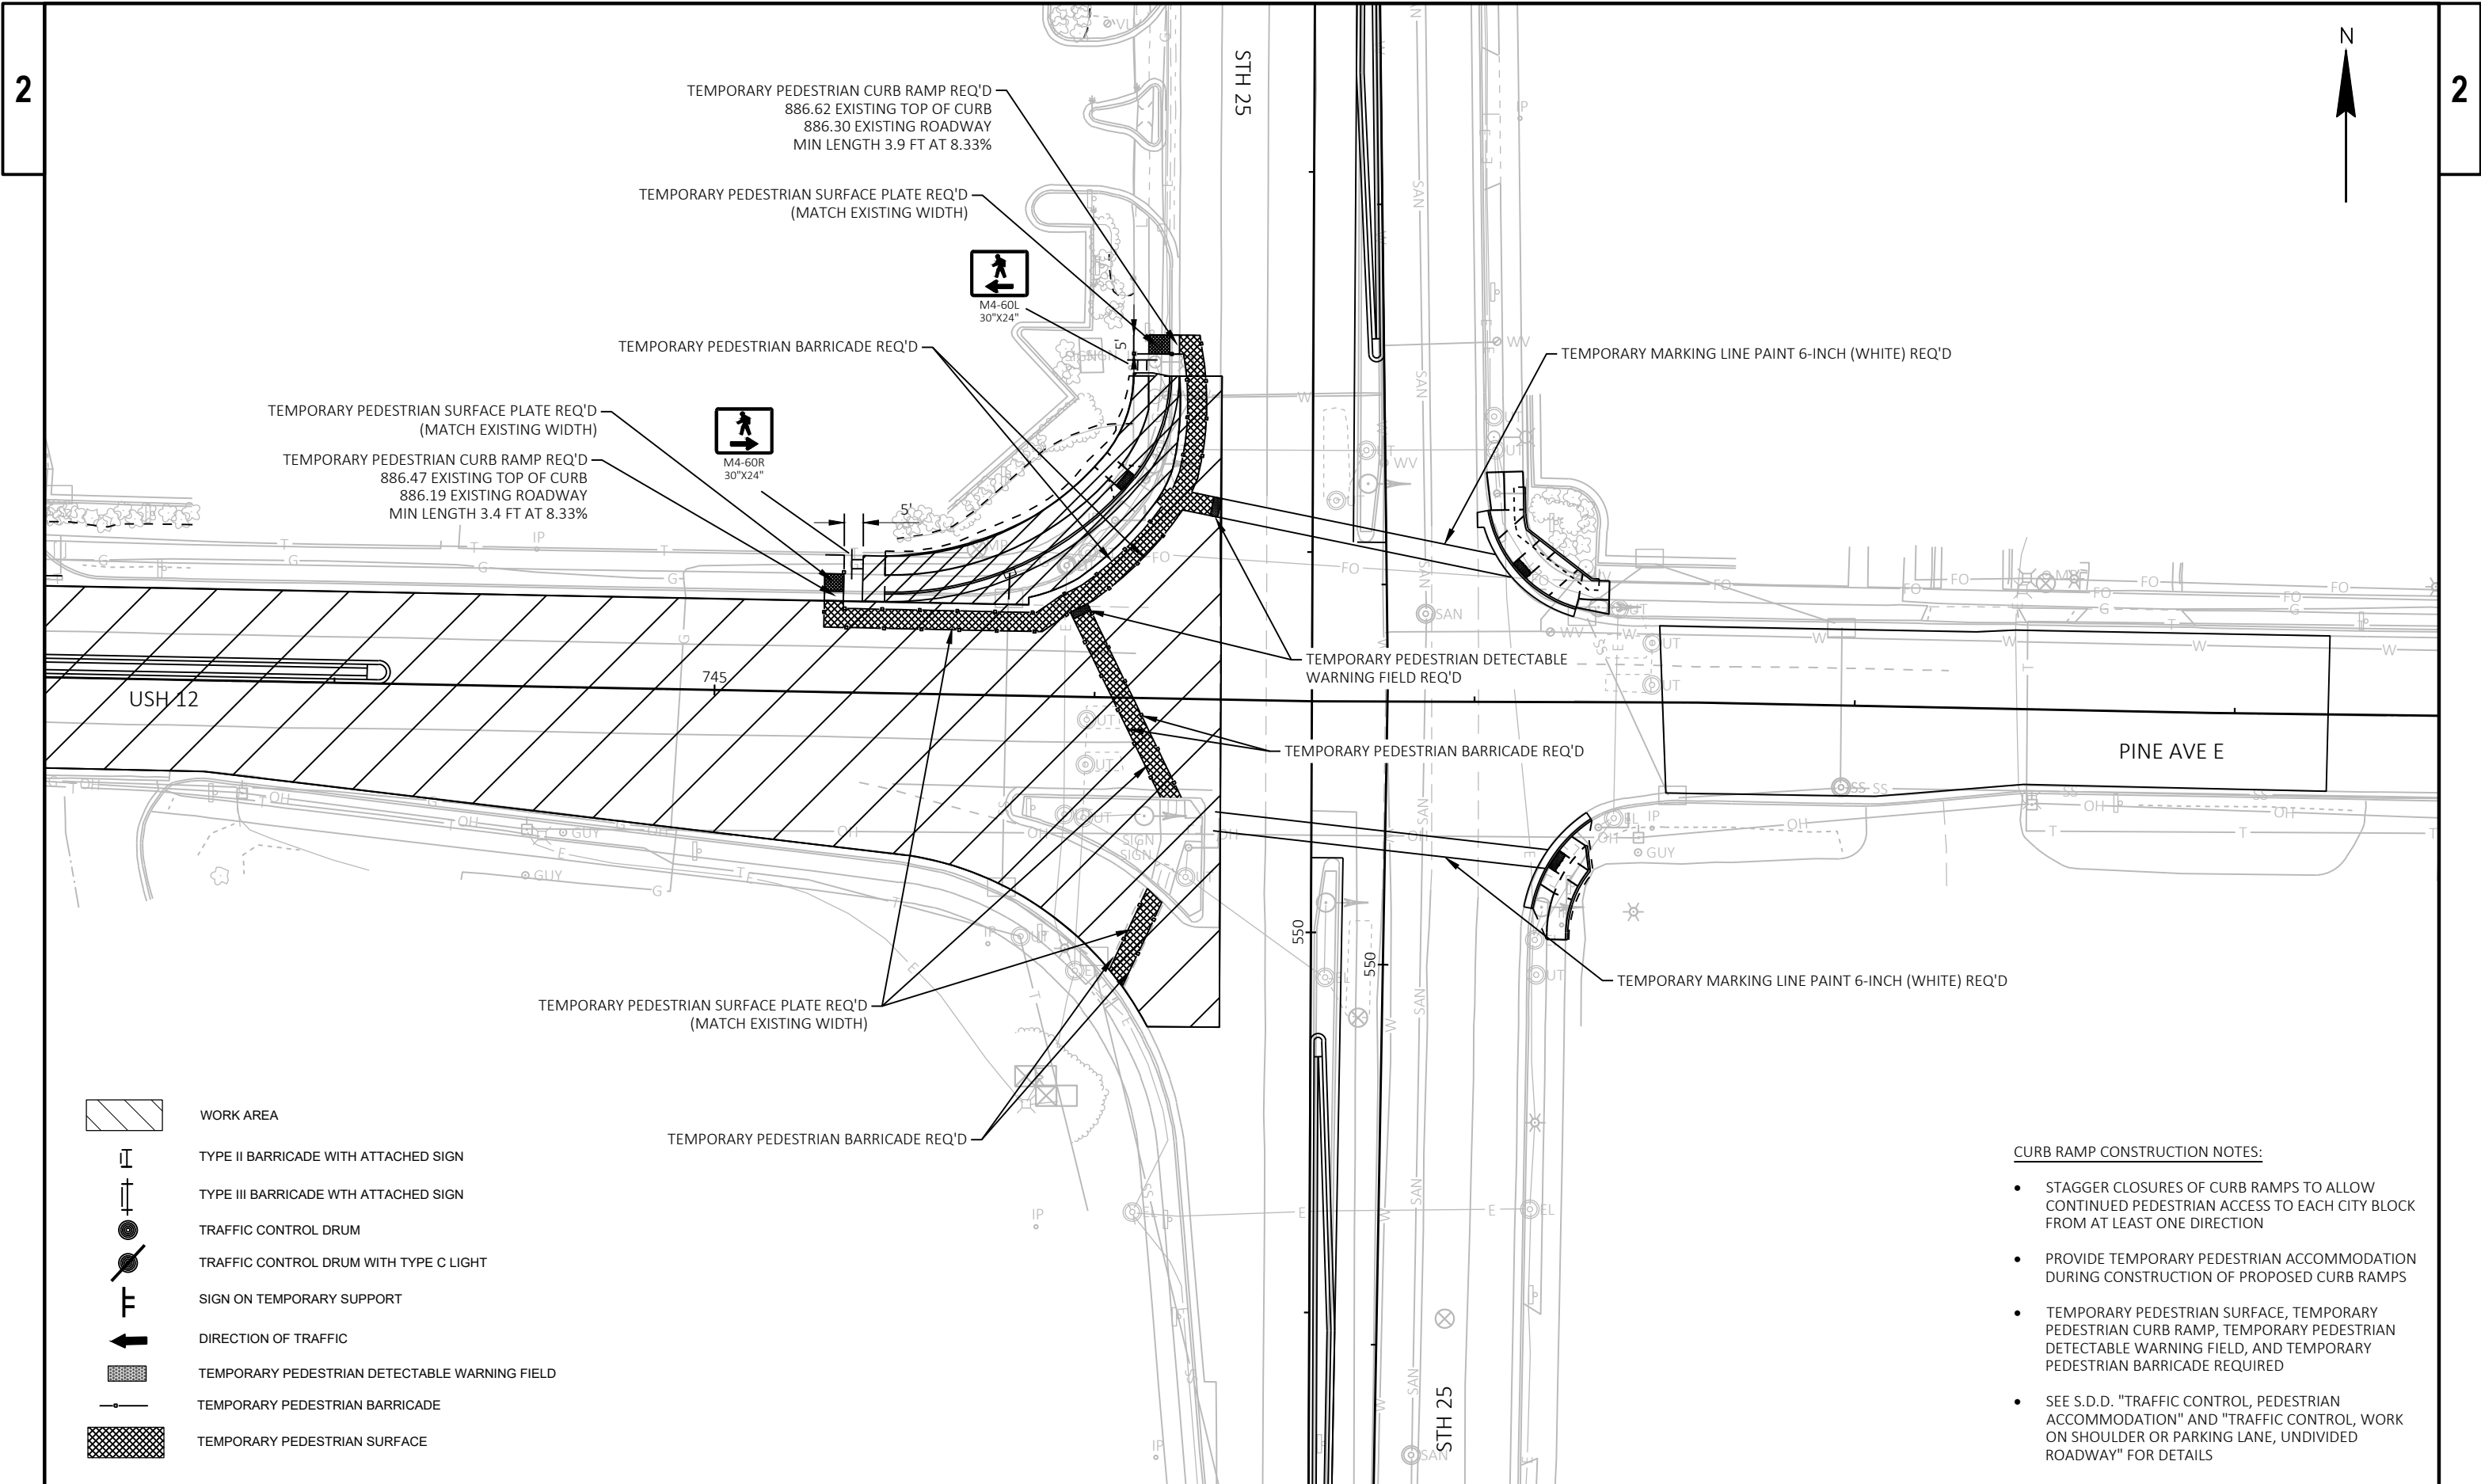 2
2
N
STH 25
TEMPORARY PEDESTRIAN CURB RAMP REQ'D
886.62 EXISTING TOP OF CURB
886.30 EXISTING ROADWAY
MIN LENGTH 3.9 FT AT 8.33%
TEMPORARY PEDESTRIAN SURFACE PLATE REQ'D
(MATCH EXISTING WIDTH)
M4-60L
30"X24"
5'
TEMPORARY PEDESTRIAN BARRICADE REQ'D
TEMPORARY MARKING LINE PAINT 6-INCH (WHITE) REQ'D
TEMPORARY PEDESTRIAN SURFACE PLATE REQ'D
(MATCH EXISTING WIDTH)
M4-60R
30"X24"
TEMPORARY PEDESTRIAN CURB RAMP REQ'D
886.47 EXISTING TOP OF CURB
886.19 EXISTING ROADWAY
MIN LENGTH 3.4 FT AT 8.33%
5'
TEMPORARY PEDESTRIAN DETECTABLE
WARNING FIELD REQ'D
745
USH 12
TEMPORARY PEDESTRIAN BARRICADE REQ'D
PINE AVE E
SIGN
SIGN
GUY
GUY
GUY
550
550
TEMPORARY MARKING LINE PAINT 6-INCH (WHITE) REQ'D
TEMPORARY PEDESTRIAN SURFACE PLATE REQ'D
(MATCH EXISTING WIDTH)
TEMPORARY PEDESTRIAN BARRICADE REQ'D
STH 25
WORK AREA
TYPE II BARRICADE WITH ATTACHED SIGN
TYPE III BARRICADE WTH ATTACHED SIGN
TRAFFIC CONTROL DRUM
TRAFFIC CONTROL DRUM WITH TYPE C LIGHT
SIGN ON TEMPORARY SUPPORT
DIRECTION OF TRAFFIC
TEMPORARY PEDESTRIAN DETECTABLE WARNING FIELD
TEMPORARY PEDESTRIAN BARRICADE
TEMPORARY PEDESTRIAN SURFACE
CURB RAMP CONSTRUCTION NOTES:
• STAGGER CLOSURES OF CURB RAMPS TO ALLOW
CONTINUED PEDESTRIAN ACCESS TO EACH CITY BLOCK
FROM AT LEAST ONE DIRECTION
• PROVIDE TEMPORARY PEDESTRIAN ACCOMMODATION
DURING CONSTRUCTION OF PROPOSED CURB RAMPS
• TEMPORARY PEDESTRIAN SURFACE, TEMPORARY
PEDESTRIAN CURB RAMP, TEMPORARY PEDESTRIAN
DETECTABLE WARNING FIELD, AND TEMPORARY
PEDESTRIAN BARRICADE REQUIRED
• SEE S.D.D. "TRAFFIC CONTROL, PEDESTRIAN
ACCOMMODATION" AND "TRAFFIC CONTROL, WORK
ON SHOULDER OR PARKING LANE, UNDIVIDED
ROADWAY" FOR DETAILS